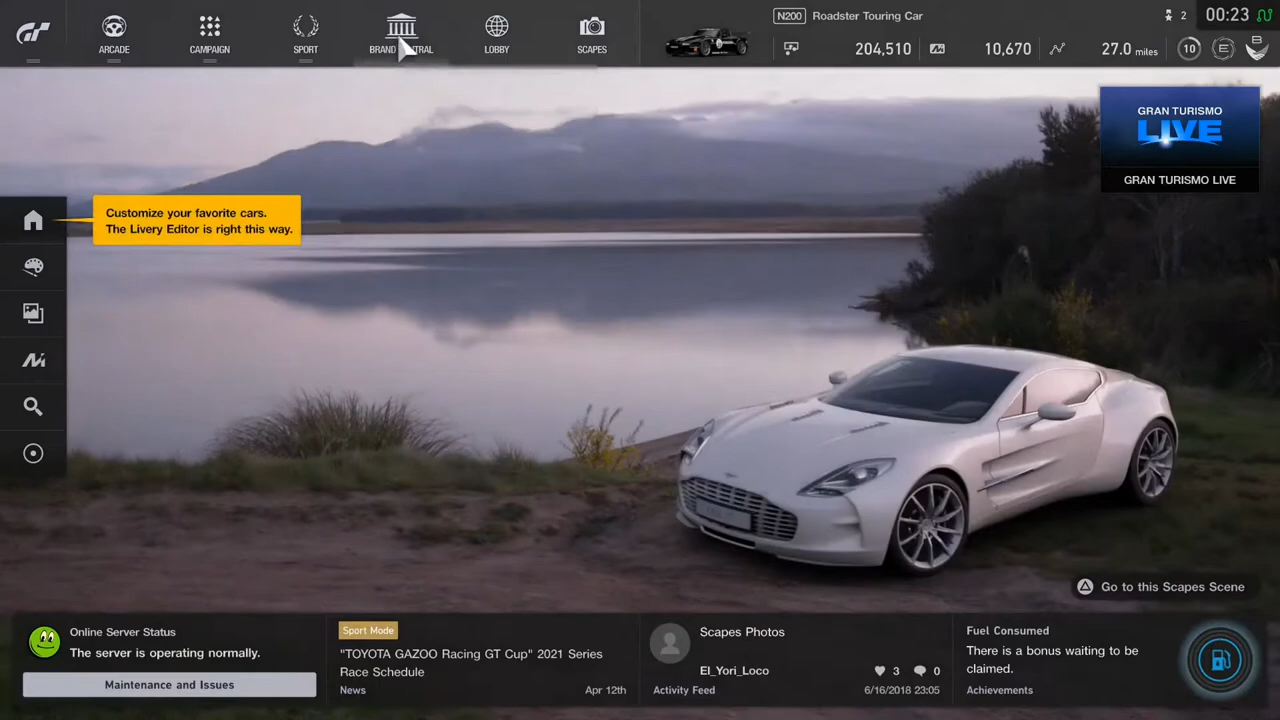 ARCADE
CAMPAIGN
SPORT
BRAND CENTRAL
LOBBY
SCAPES
N200 Roadster Touring Car
2
00:23
204,510
10,670
27.0 miles
10
E
B
GRAN TURISMO
LIVE
GRAN TURISMO LIVE
Customize your favorite cars.
The Livery Editor is right this way.
Go to this Scapes Scene
Online Server Status
The server is operating normally.
Maintenance and Issues
Sport Mode
"TOYOTA GAZOO Racing GT Cup" 2021 Series
Race Schedule
News
Apr 12th
Scapes Photos
El_Yori_Loco
3
0
Activity Feed
6/16/2018 23:05
Fuel Consumed
There is a bonus waiting to be
claimed.
Achievements